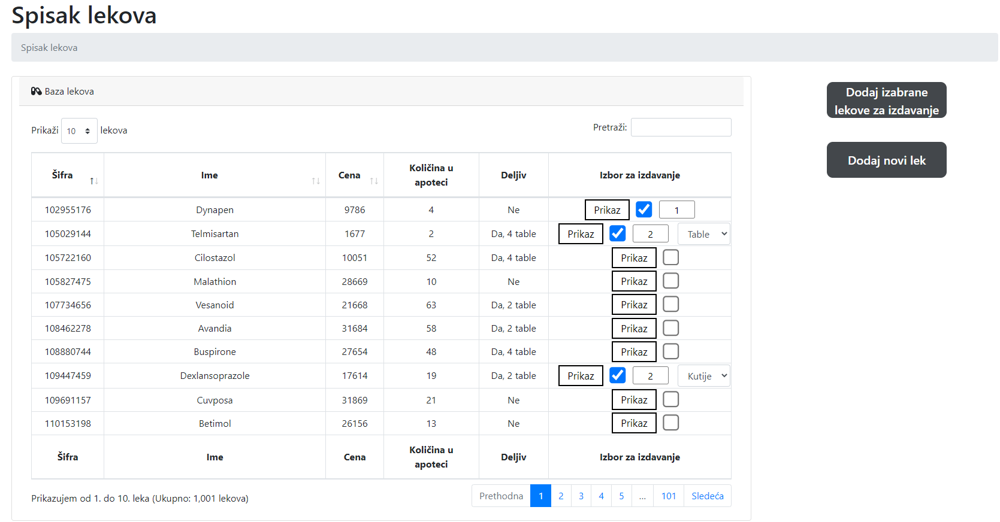 Spisak lekova
Spisak lekova
Baza lekova
Dodaj izabrane
lekove za izdavanje
Dodaj novi lek
Prikaži 10 lekova
Pretraži:
Šifra Ime Cena Količina u apoteci Deljiv Izbor za izdavanje
102955176 Dynapen 9786 4 Ne Prikaz 1
105029144 Telmisartan 1677 2 Da, 4 table Prikaz 2 Table
105722160 Cilostazol 10051 52 Da, 4 table Prikaz
105827475 Malathion 28669 10 Ne Prikaz
107734656 Vesanoid 21668 63 Da, 2 table Prikaz
108462278 Avandia 31684 58 Da, 2 table Prikaz
108880744 Buspirone 27654 48 Da, 4 table Prikaz
109447459 Dexlansoprazole 17614 19 Da, 2 table Prikaz 2 Kutije
109691157 Cuvposa 31869 21 Ne Prikaz
110153198 Betimol 26156 13 Ne Prikaz
Šifra Ime Cena Količina u apoteci Deljiv Izbor za izdavanje
Prikazujem od 1. do 10. leka (Ukupno: 1,001 lekova)
Prethodna 1 2 3 4 5 ... 101 Sledeća